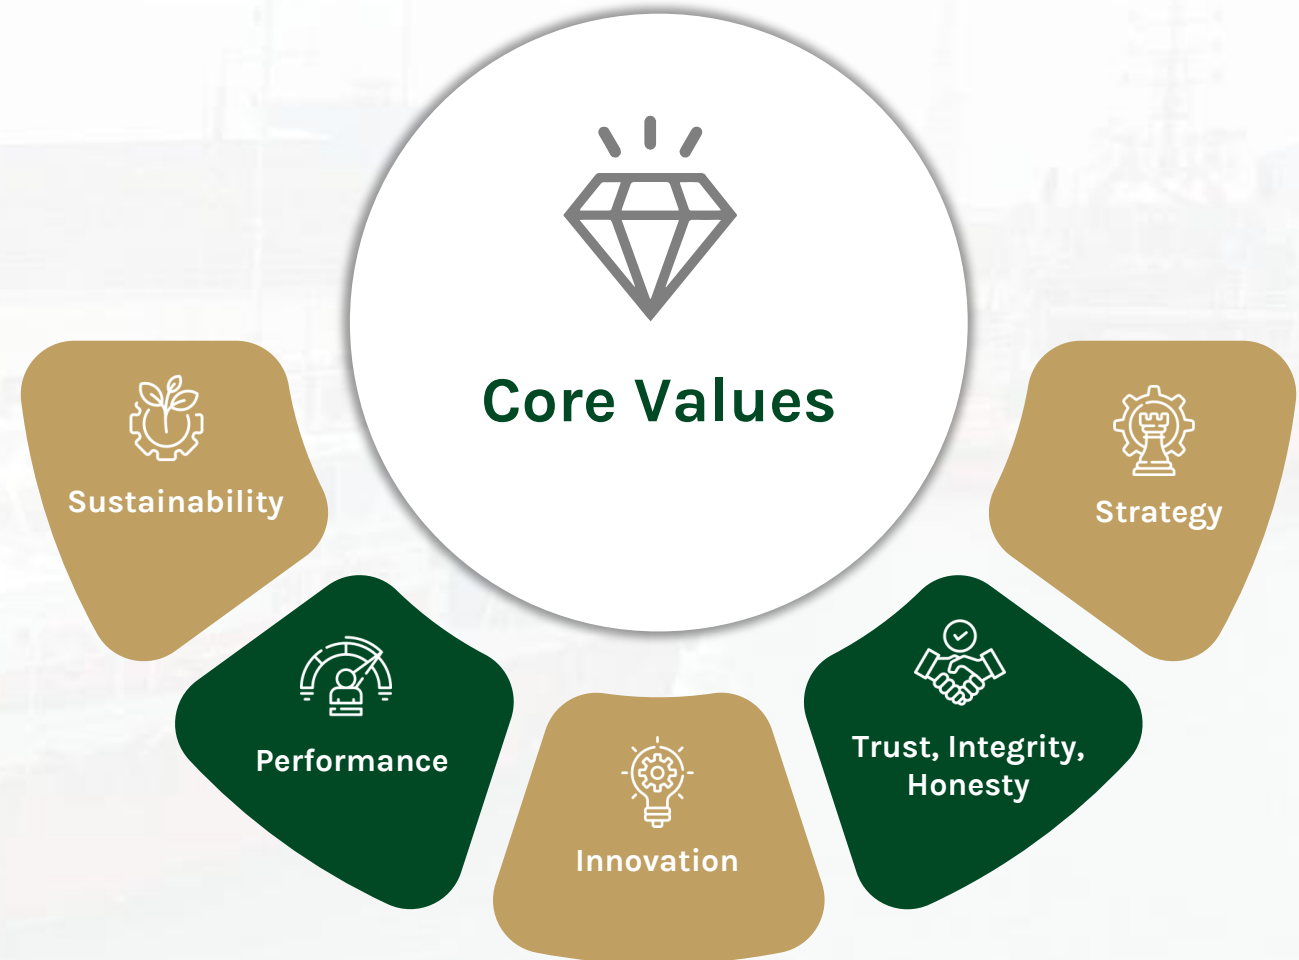 Core Values
Sustainability
Performance
Innovation
Trust, Integrity,
Honesty
Strategy